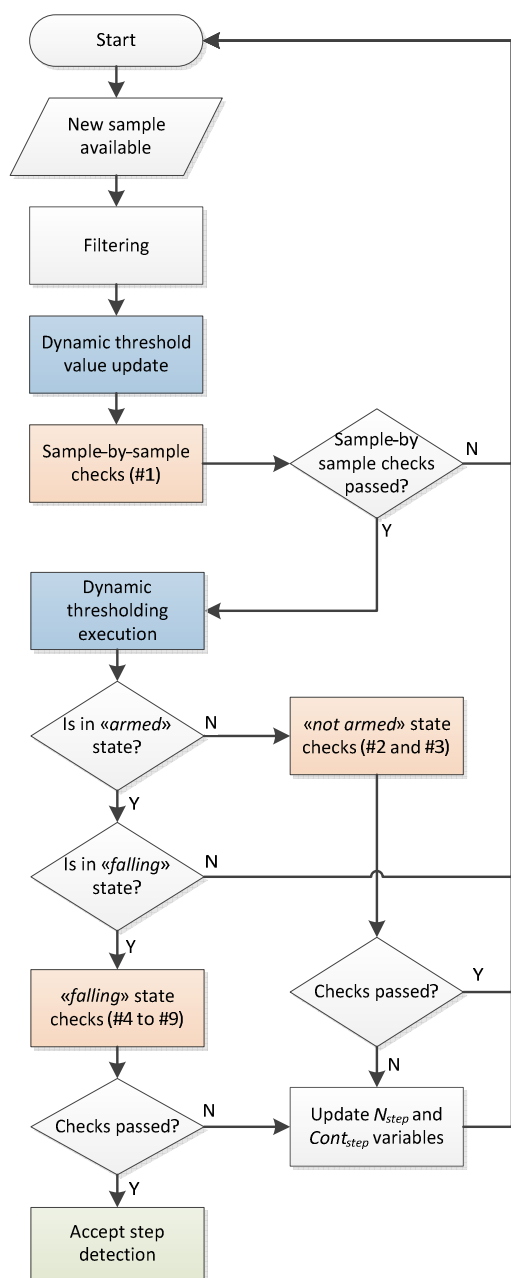 Start
New sample
available
Filtering
Dynamic threshold
value update
Sample-by-sample
checks (#1)
Sample-by
sample checks
passed?
N
Y
Dynamic
thresholding
execution
Is in «armed»
state?
N
«not armed» state
checks (#2 and #3)
Y
Is in «falling»
state?
N
Y
«falling» state
checks (#4 to #9)
Checks passed?
Y
N
Checks passed?
N
Update Nstep and
Contstep variables
Y
Accept step
detection